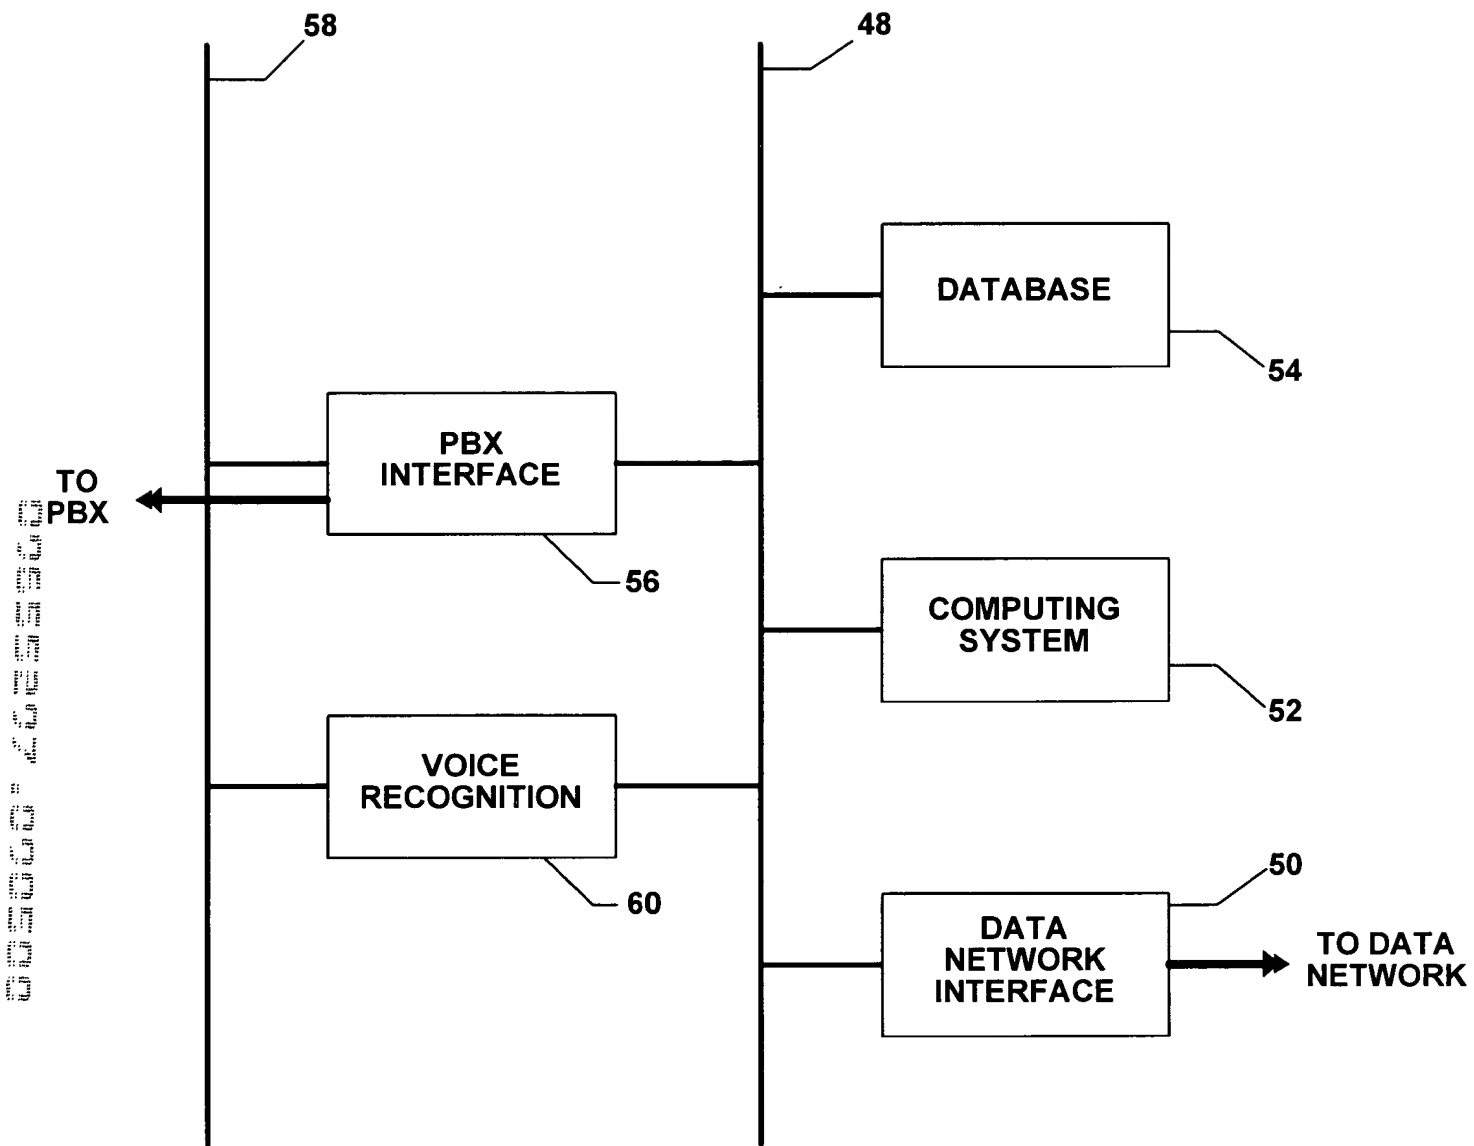 58
48
DATABASE
54
PBX
INTERFACE
TO
PBX
56
COMPUTING
SYSTEM
52
VOICE
RECOGNITION
60
50
DATA
NETWORK
INTERFACE
TO DATA
NETWORK